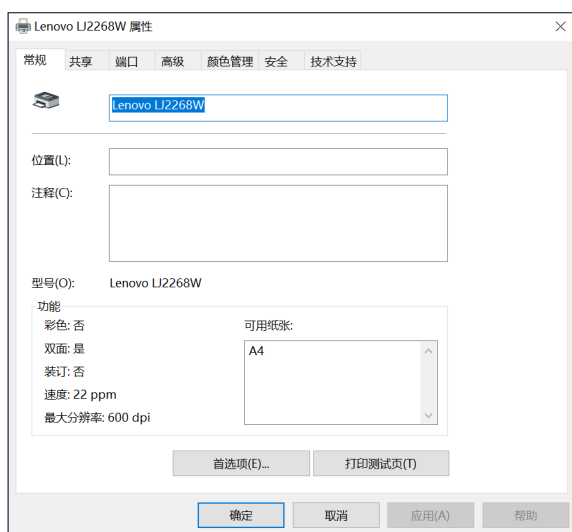 Lenovo LJ2268W 属性
常规 共享 端口 高级 颜色管理 安全 技术支持
Lenovo LJ2268W
位置(L):
注释(C):
型号(O): Lenovo LJ2268W
功能
彩色: 否 可用纸张:
双面: 是 A4
装订: 否
速度: 22 ppm
最大分辨率: 600 dpi
首选项(E)... 打印测试页(T)
确定 取消 应用(A) 帮助